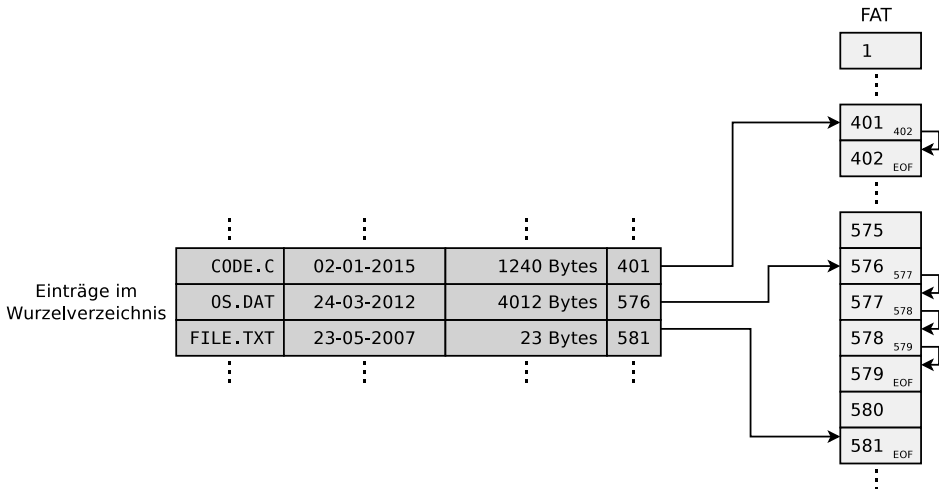 FAT
1
401 402
402 EOF
575
CODE.C 02-01-2015 1240 Bytes 401
576 577
Einträge im
Wurzelverzeichnis
OS.DAT 24-03-2012 4012 Bytes 576
577 578
FILE.TXT 23-05-2007 23 Bytes 581
578 579
579 EOF
580
581 EOF